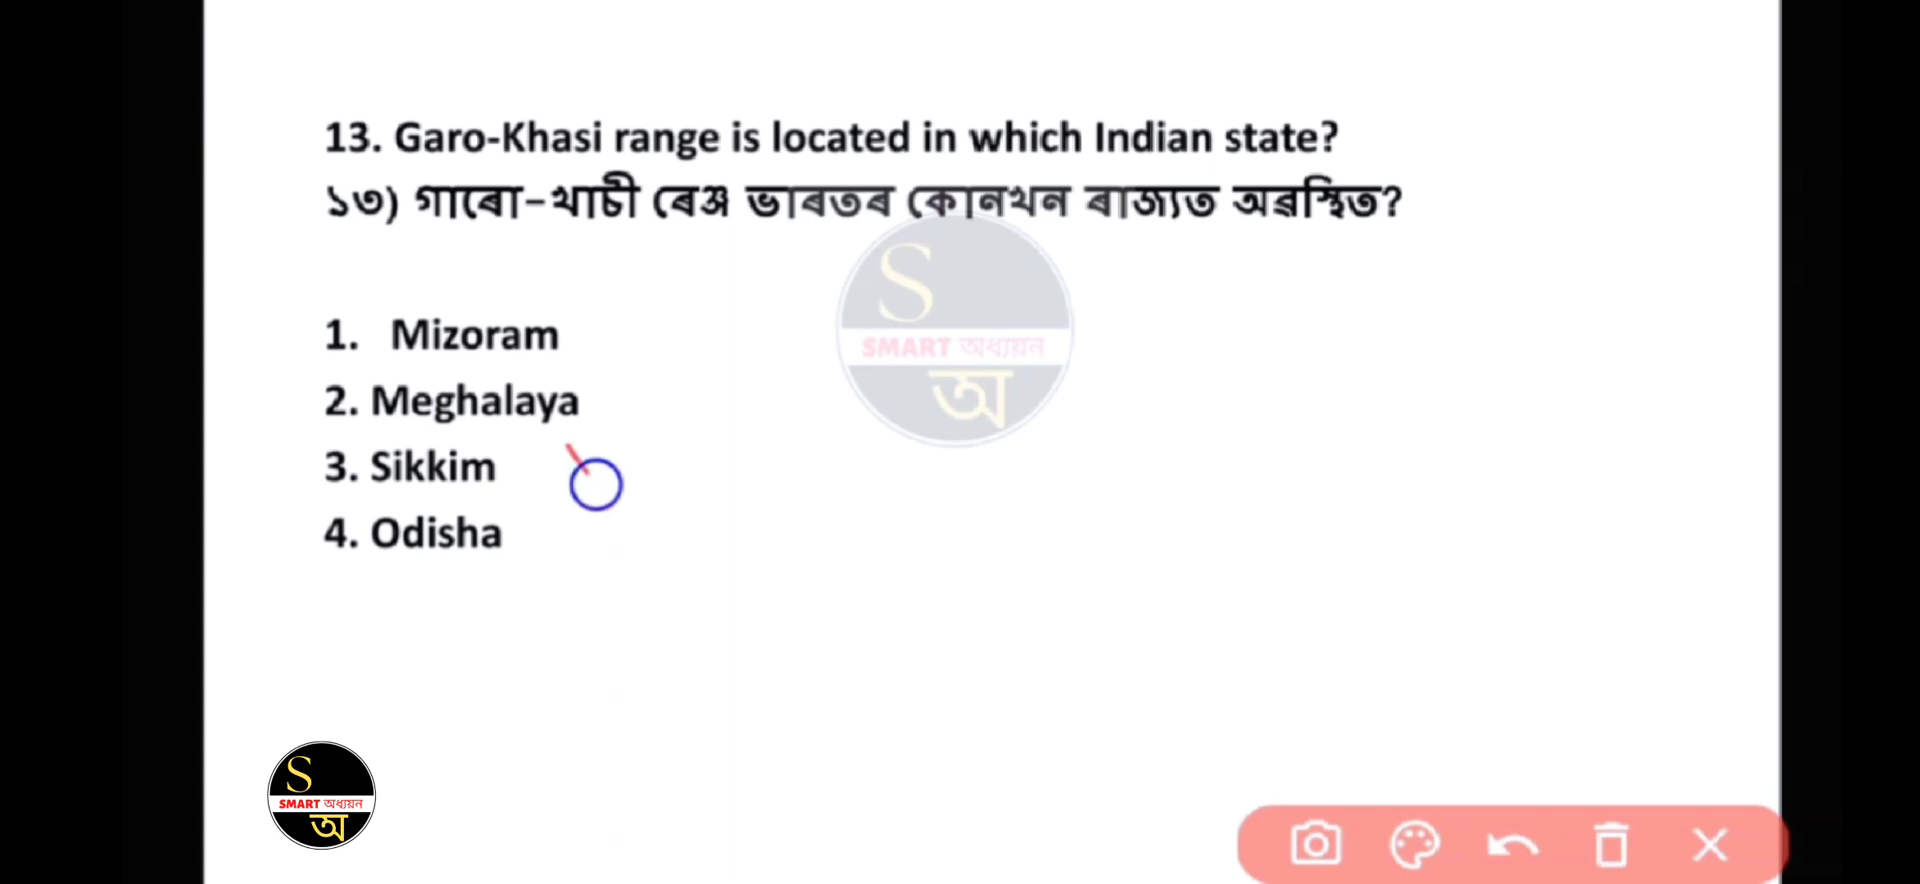 13. Garo-Khasi range is located in which Indian state?
১৩) গাৰো-খাচী ৰেঞ্জ ভাৰতৰ কোনখন ৰাজ্যত অৱস্থিত?
S
SMART অধ্যয়ন
অ
1. Mizoram
2. Meghalaya
3. Sikkim
4. Odisha
S
SMART অধ্যয়ন
অ